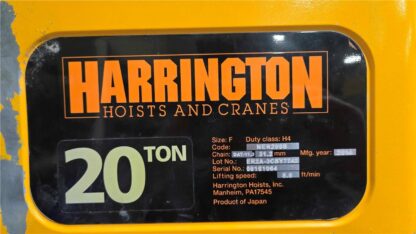 HARRINGTON
HOISTS AND CRANES
20 TON
Size: F Duty class: H4
Code:
Chain: mm Mfg. year:
Lot No.:
Serial No.:
Lifting speed: ft/min
Harrington Hoists, Inc.
Manheim, PA17545
Product of Japan